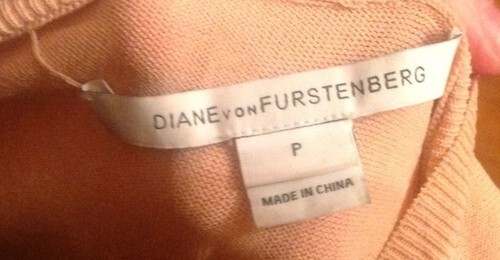 DIANE VON FURSTENBERG
P
MADE IN CHINA